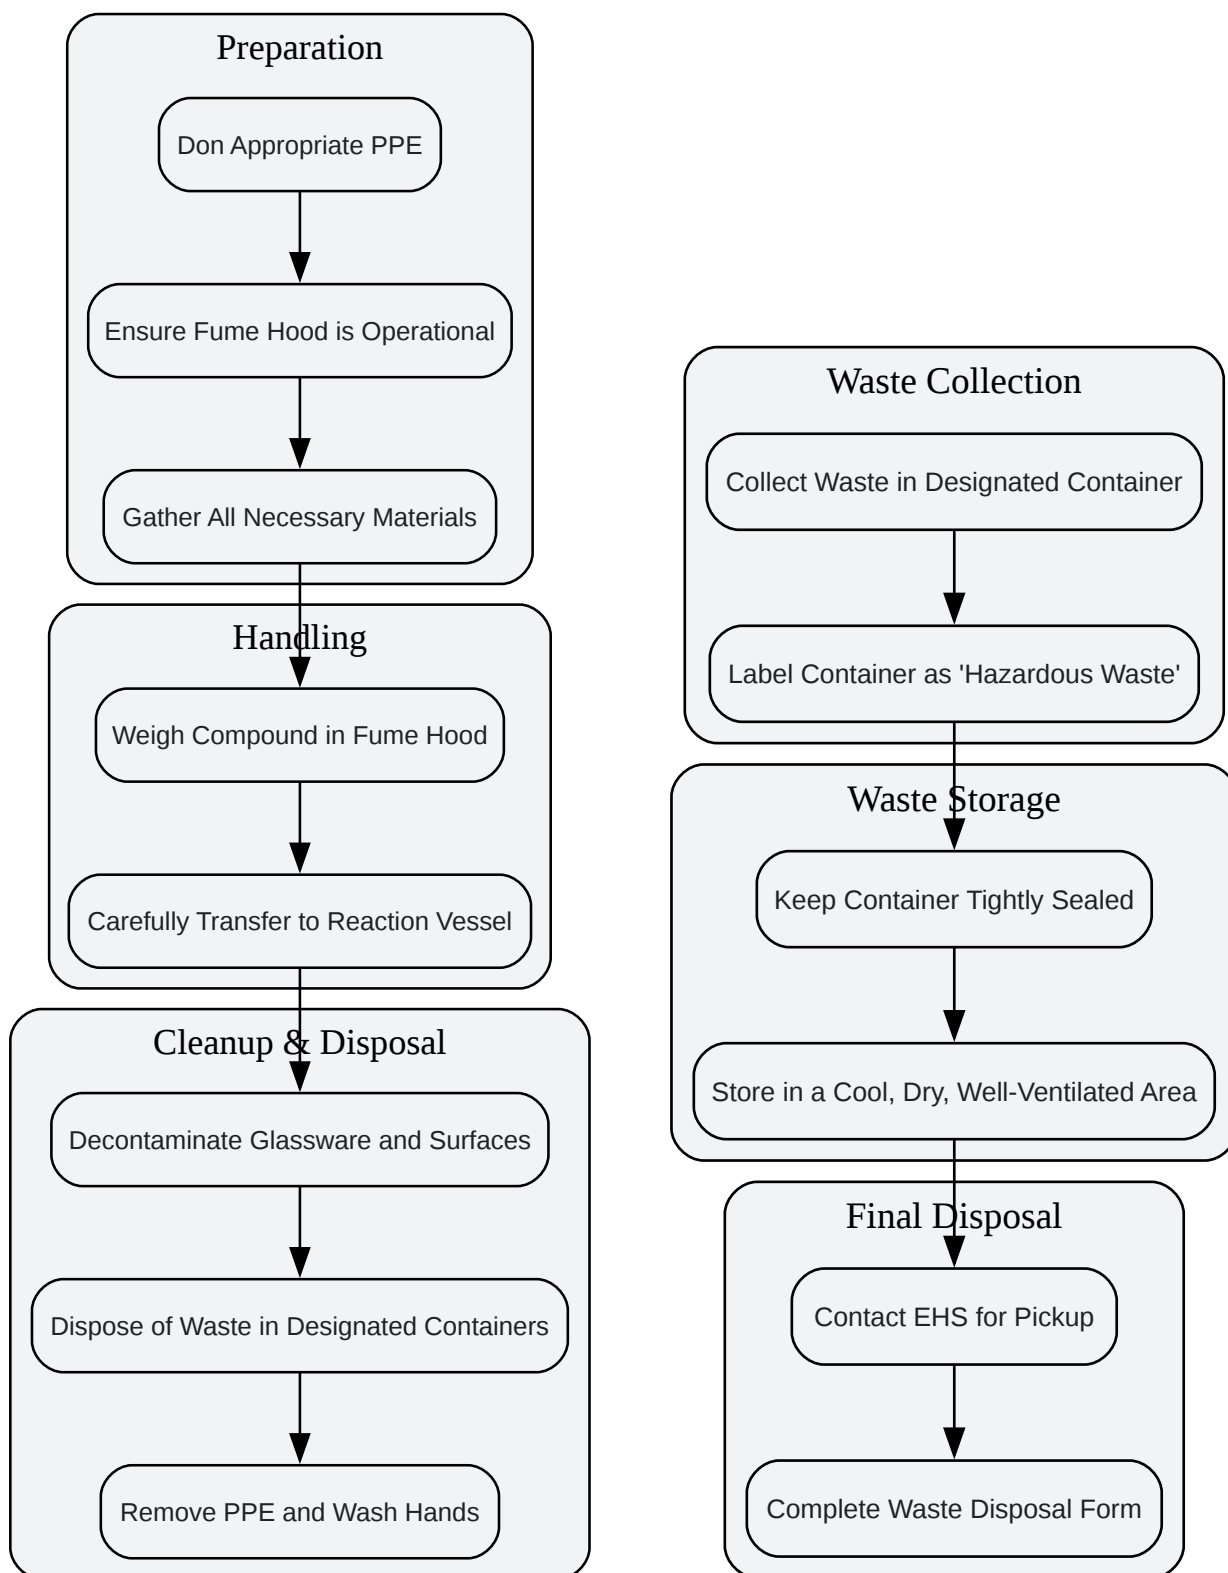 Preparation
Don Appropriate PPE
Ensure Fume Hood is Operational
Gather All Necessary Materials
Handling
Weigh Compound in Fume Hood
Carefully Transfer to Reaction Vessel
Cleanup & Disposal
Decontaminate Glassware and Surfaces
Dispose of Waste in Designated Containers
Remove PPE and Wash Hands
Waste Collection
Collect Waste in Designated Container
Label Container as 'Hazardous Waste'
Waste Storage
Keep Container Tightly Sealed
Store in a Cool, Dry, Well-Ventilated Area
Final Disposal
Contact EHS for Pickup
Complete Waste Disposal Form